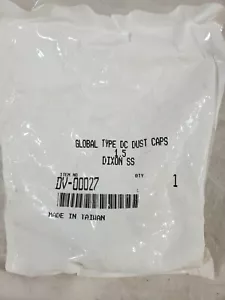 GLOBAL TYPE DC DUST CAPS
1.5
DIXON SS
ITEM NO. QTY
DV-00027 1
MADE IN TAIWAN